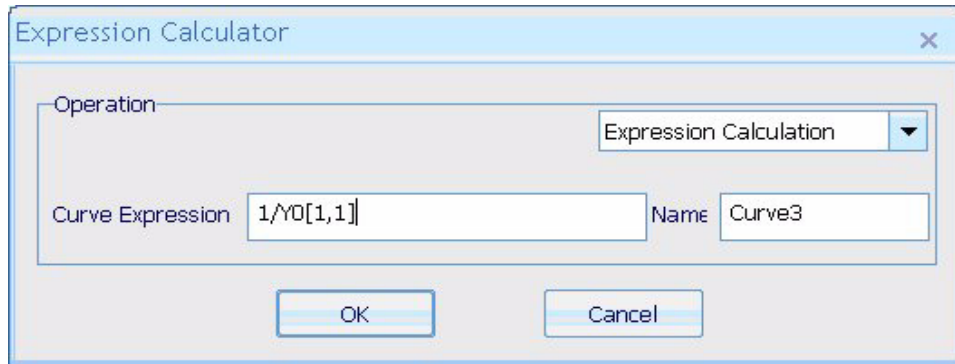 Expression Calculator
Operation
Expression Calculation
Curve Expression 1/Y0[1,1] Name Curve3
OK Cancel